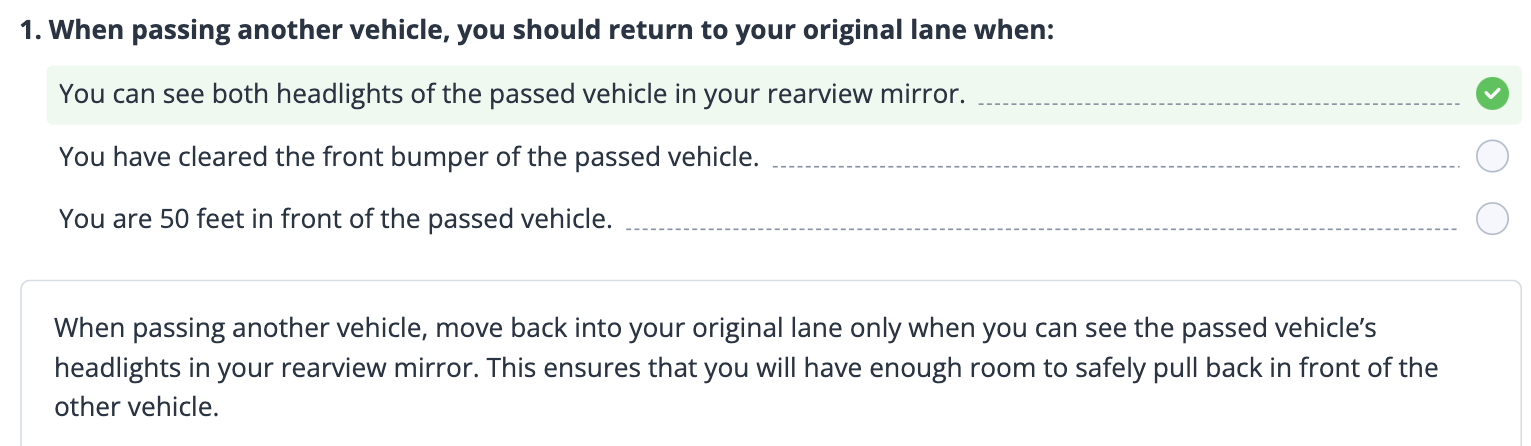 1. When passing another vehicle, you should return to your original lane when:
You can see both headlights of the passed vehicle in your rearview mirror.
You have cleared the front bumper of the passed vehicle.
You are 50 feet in front of the passed vehicle.
When passing another vehicle, move back into your original lane only when you can see the passed vehicle’s
headlights in your rearview mirror. This ensures that you will have enough room to safely pull back in front of the
other vehicle.